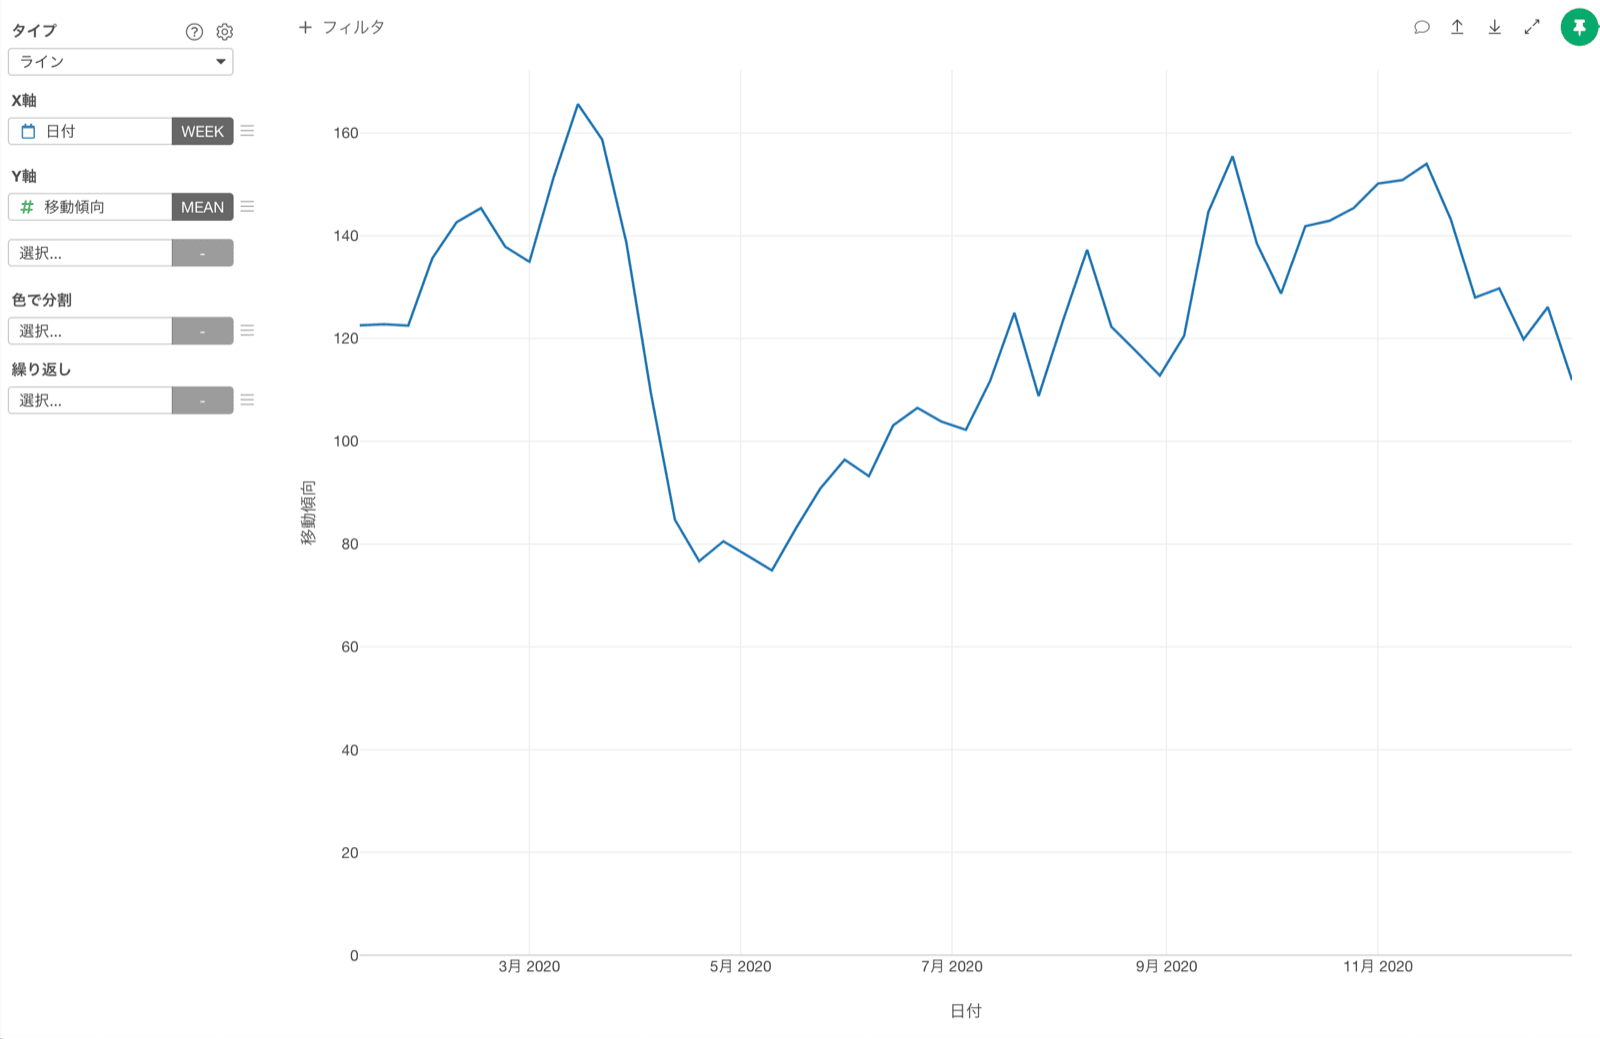 タイプ
ライン
X軸
日付 WEEK
Y軸
移動傾向 MEAN
選択... -
色で分割
選択... -
繰り返し
選択... -
+ フィルタ
160
140
120
100
80
60
40
20
0
移動傾向
3月 2020 5月 2020 7月 2020 9月 2020 11月 2020
日付